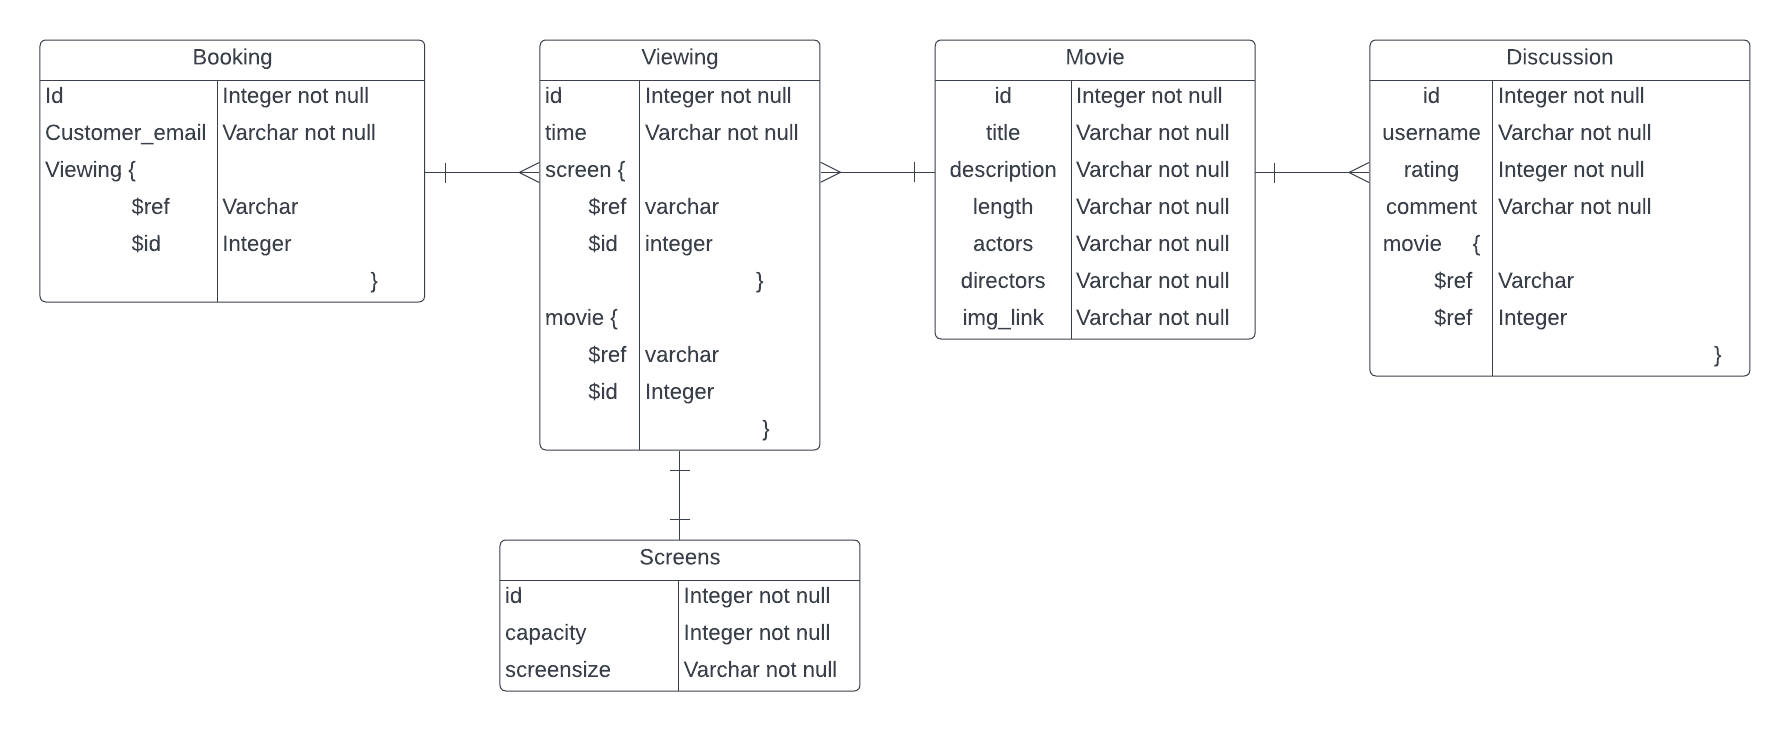 Booking
Id Integer not null
Customer_email Varchar not null
Viewing {
$ref Varchar
$id Integer
}
Viewing
id Integer not null
time Varchar not null
screen {
$ref varchar
$id integer
}
movie {
$ref varchar
$id Integer
}
Movie
id Integer not null
title Varchar not null
description Varchar not null
length Varchar not null
actors Varchar not null
directors Varchar not null
img_link Varchar not null
Discussion
id Integer not null
username Varchar not null
rating Integer not null
comment Varchar not null
movie {
$ref Varchar
$ref Integer
}
Screens
id Integer not null
capacity Integer not null
screensize Varchar not null